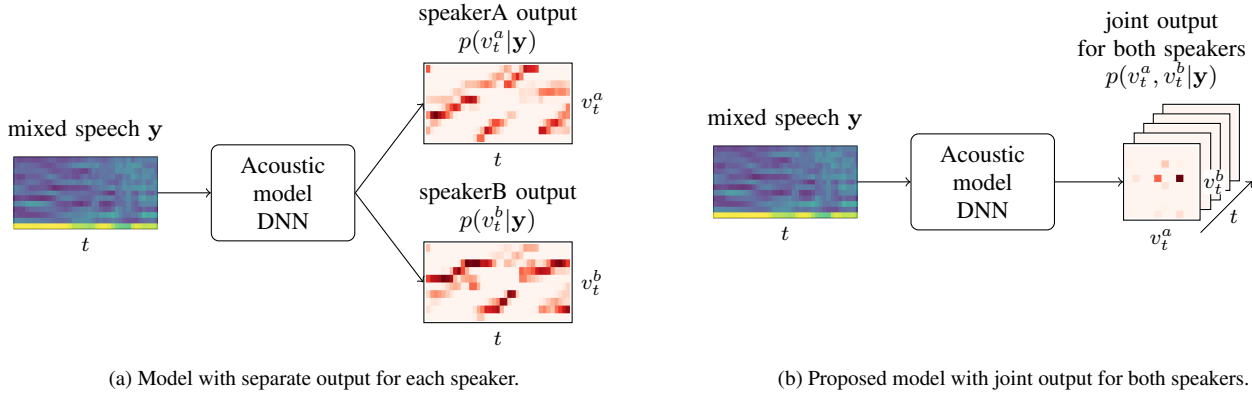 speakerA output
p(v_t^a|y)
v_t^a
t
mixed speech y
t
Acoustic
model
DNN
speakerB output
p(v_t^b|y)
v_t^b
t
(a) Model with separate output for each speaker.
joint output
for both speakers
p(v_t^a, v_t^b|y)
mixed speech y
t
Acoustic
model
DNN
v_t^b
t
v_t^a
(b) Proposed model with joint output for both speakers.